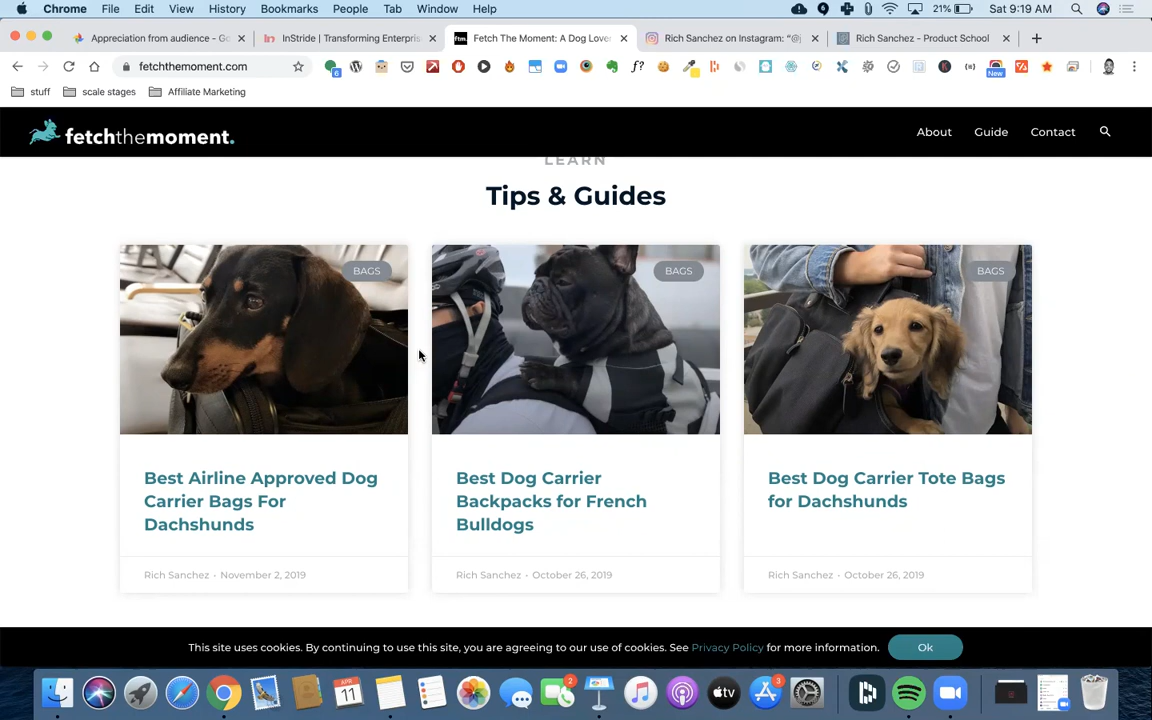 Chrome File Edit View History Bookmarks People Tab Window Help 21% Sat 9:19 AM
Appreciation from audience - Go InStride | Transforming Enterpris Fetch The Moment: A Dog Lover Rich Sanchez on Instagram: “@j Rich Sanchez - Product School
fetchthemoment.com
stuff scale stages Affiliate Marketing
fetchthemoment. About Guide Contact
LEARN
Tips & Guides
BAGS BAGS BAGS
Best Airline Approved Dog
Carrier Bags For
Dachshunds
Rich Sanchez • November 2, 2019
Best Dog Carrier
Backpacks for French
Bulldogs
Rich Sanchez • October 26, 2019
Best Dog Carrier Tote Bags
for Dachshunds
Rich Sanchez • October 26, 2019
This site uses cookies. By continuing to use this site, you are agreeing to our use of cookies. See Privacy Policy for more information. Ok